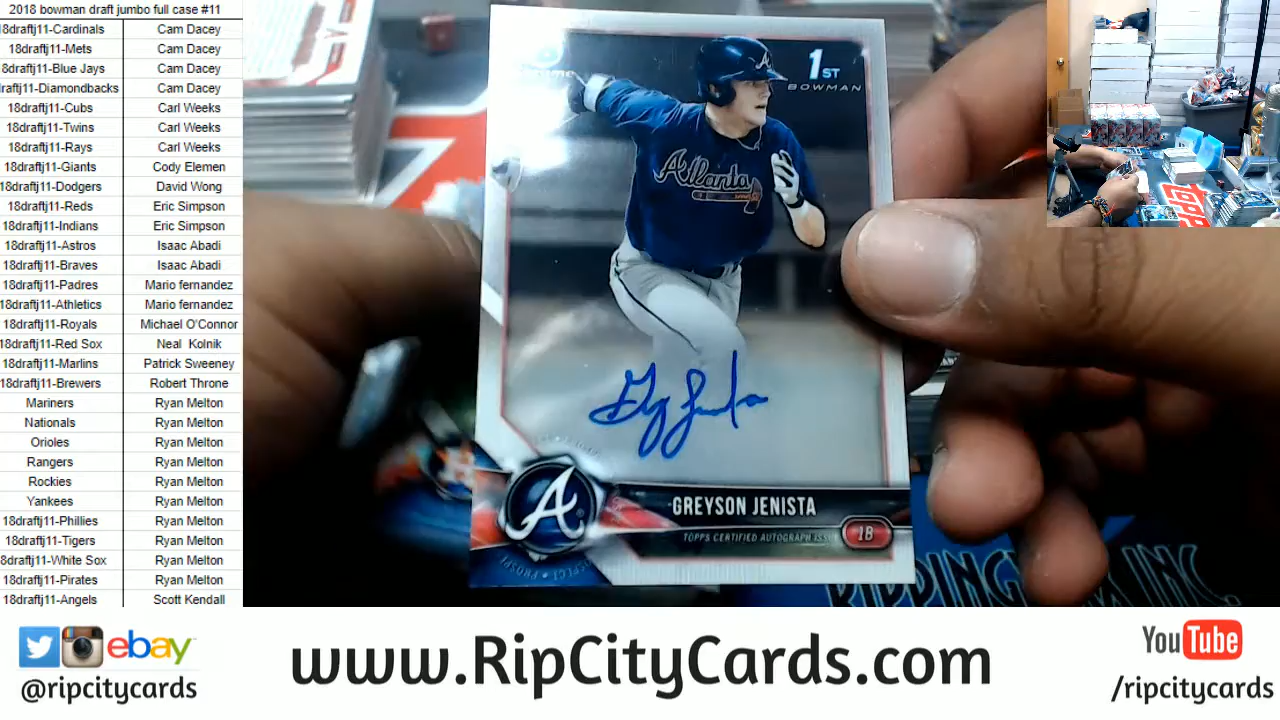 2018 bowman draft jumbo full case #11
18draftj11-Cardinals Cam Dacey
18draftj11-Mets Cam Dacey
18draftj11-Blue Jays Cam Dacey
draftj11-Diamondbacks Cam Dacey
18draftj11-Cubs Carl Weeks
18draftj11-Twins Carl Weeks
18draftj11-Rays Carl Weeks
18draftj11-Giants Cody Elemen
18draftj11-Dodgers David Wong
18draftj11-Reds Eric Simpson
18draftj11-Indians Eric Simpson
18draftj11-Astros Isaac Abadi
18draftj11-Braves Isaac Abadi
18draftj11-Padres Mario fernandez
18draftj11-Athletics Mario fernandez
18draftj11-Royals Michael O'Connor
18draftj11-Red Sox Neal Kolnik
18draftj11-Marlins Patrick Sweeney
18draftj11-Brewers Robert Throne
Mariners Ryan Melton
Nationals Ryan Melton
Orioles Ryan Melton
Rangers Ryan Melton
Rockies Ryan Melton
Yankees Ryan Melton
18draftj11-Phillies Ryan Melton
18draftj11-Tigers Ryan Melton
8draftj11-White Sox Ryan Melton
18draftj11-Pirates Ryan Melton
18draftj11-Angels Scott Kendall
A
1ST
BOWMAN
Atlanta
A
GREYSON JENISTA
TOPPS CERTIFIED AUTOGRAPH ISSUE
1B
INC.
topps
ebay
@ripcitycards
www.RipCityCards.com
YouTube
/ripcitycards